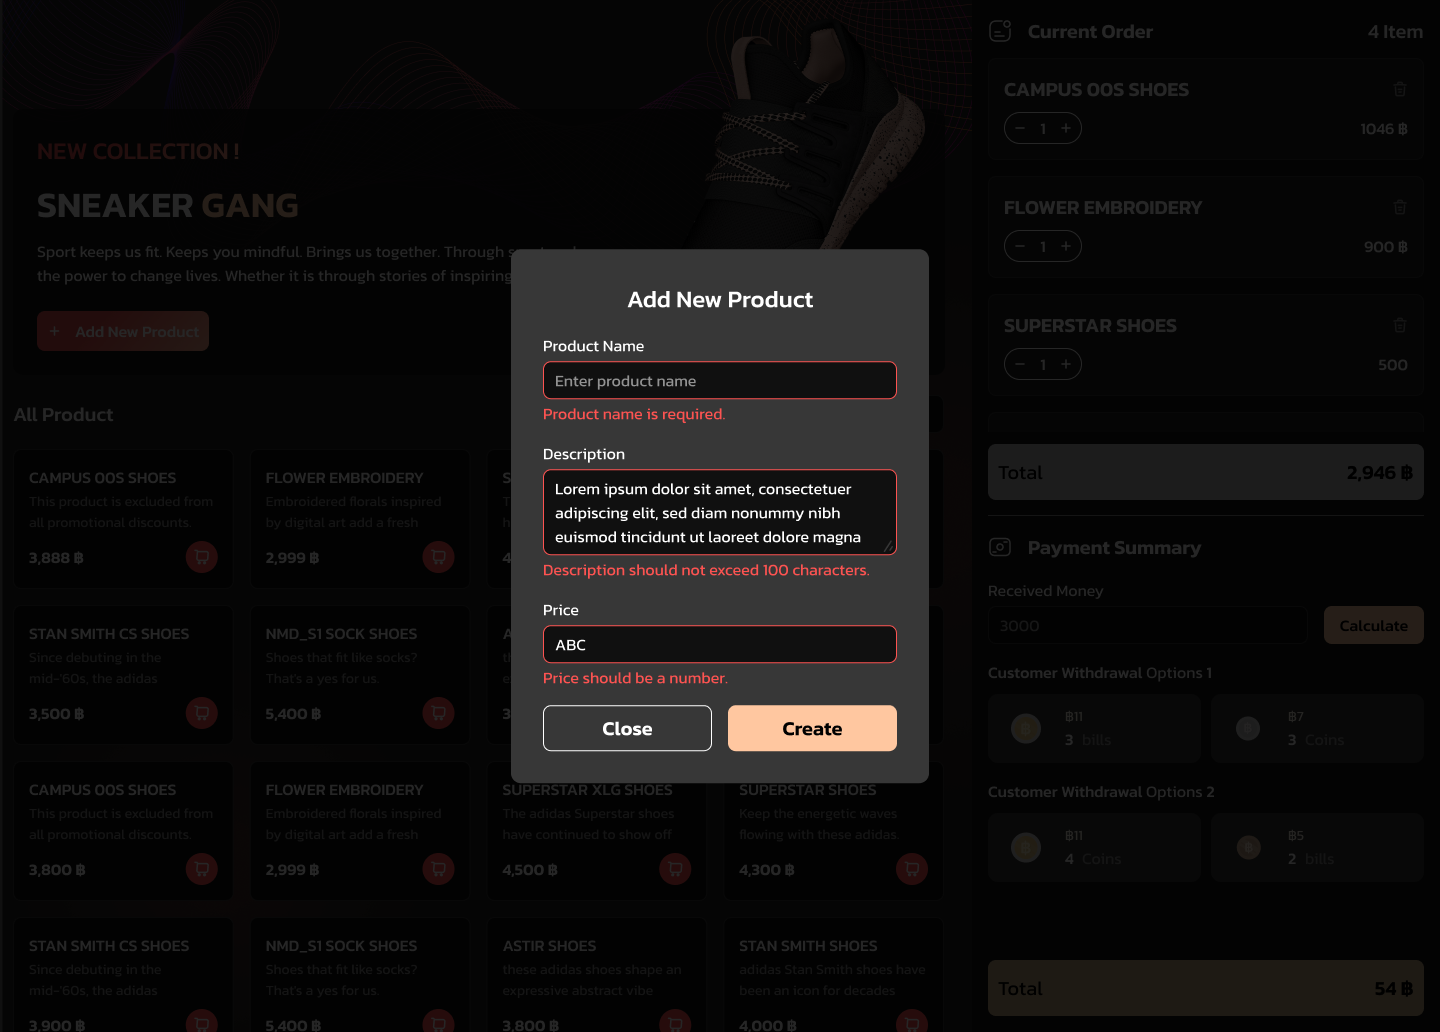 NEW COLLECTION !
SNEAKER GANG
Sport keeps us fit. Keeps you mindful. Brings us together. Through
the power to change lives. Whether it is through stories of inspiring
+ Add New Product
All Product
CAMPUS 00S SHOES
This product is excluded from
all promotional discounts.
3,888 ฿
FLOWER EMBROIDERY
Embroidered florals inspired
by digital art add a fresh
2,999 ฿
STAN SMITH CS SHOES
Since debuting in the
mid-'60s, the adidas
3,500 ฿
NMD_S1 SOCK SHOES
Shoes that fit like socks?
That's a yes for us.
5,400 ฿
CAMPUS 00S SHOES
This product is excluded from
all promotional discounts.
3,800 ฿
FLOWER EMBROIDERY
Embroidered florals inspired
by digital art add a fresh
2,999 ฿
SUPERSTAR XLG SHOES
The adidas Superstar shoes
have continued to show off
4,500 ฿
SUPERSTAR SHOES
Keep the energetic waves
flowing with these adidas.
4,300 ฿
STAN SMITH CS SHOES
Since debuting in the
mid-'60s, the adidas
3,900 ฿
NMD_S1 SOCK SHOES
Shoes that fit like socks?
That's a yes for us.
5,400 ฿
ASTIR SHOES
these adidas shoes shape an
expressive abstract vibe
3,800 ฿
STAN SMITH SHOES
adidas Stan Smith shoes have
been an icon for decades
4,000 ฿
Add New Product
Product Name
Enter product name
Product name is required.
Description
Lorem ipsum dolor sit amet, consectetuer
adipiscing elit, sed diam nonummy nibh
euismod tincidunt ut laoreet dolore magna
Description should not exceed 100 characters.
Price
ABC
Price should be a number.
Close
Create
Current Order
4 Item
CAMPUS 00S SHOES
− 1 +
1046 ฿
FLOWER EMBROIDERY
− 1 +
900 ฿
SUPERSTAR SHOES
− 1 +
500
Total
2,946 ฿
Payment Summary
Received Money
3000
Calculate
Customer Withdrawal Options 1
฿11
3 bills
฿7
3 Coins
Customer Withdrawal Options 2
฿11
4 Coins
฿5
2 bills
Total
54 ฿